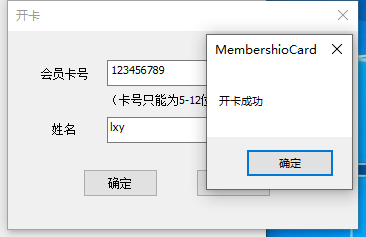 开卡
会员卡号
123456789
（卡号只能为5-12位
姓名
lxy
确定
MembershioCard
开卡成功
确定